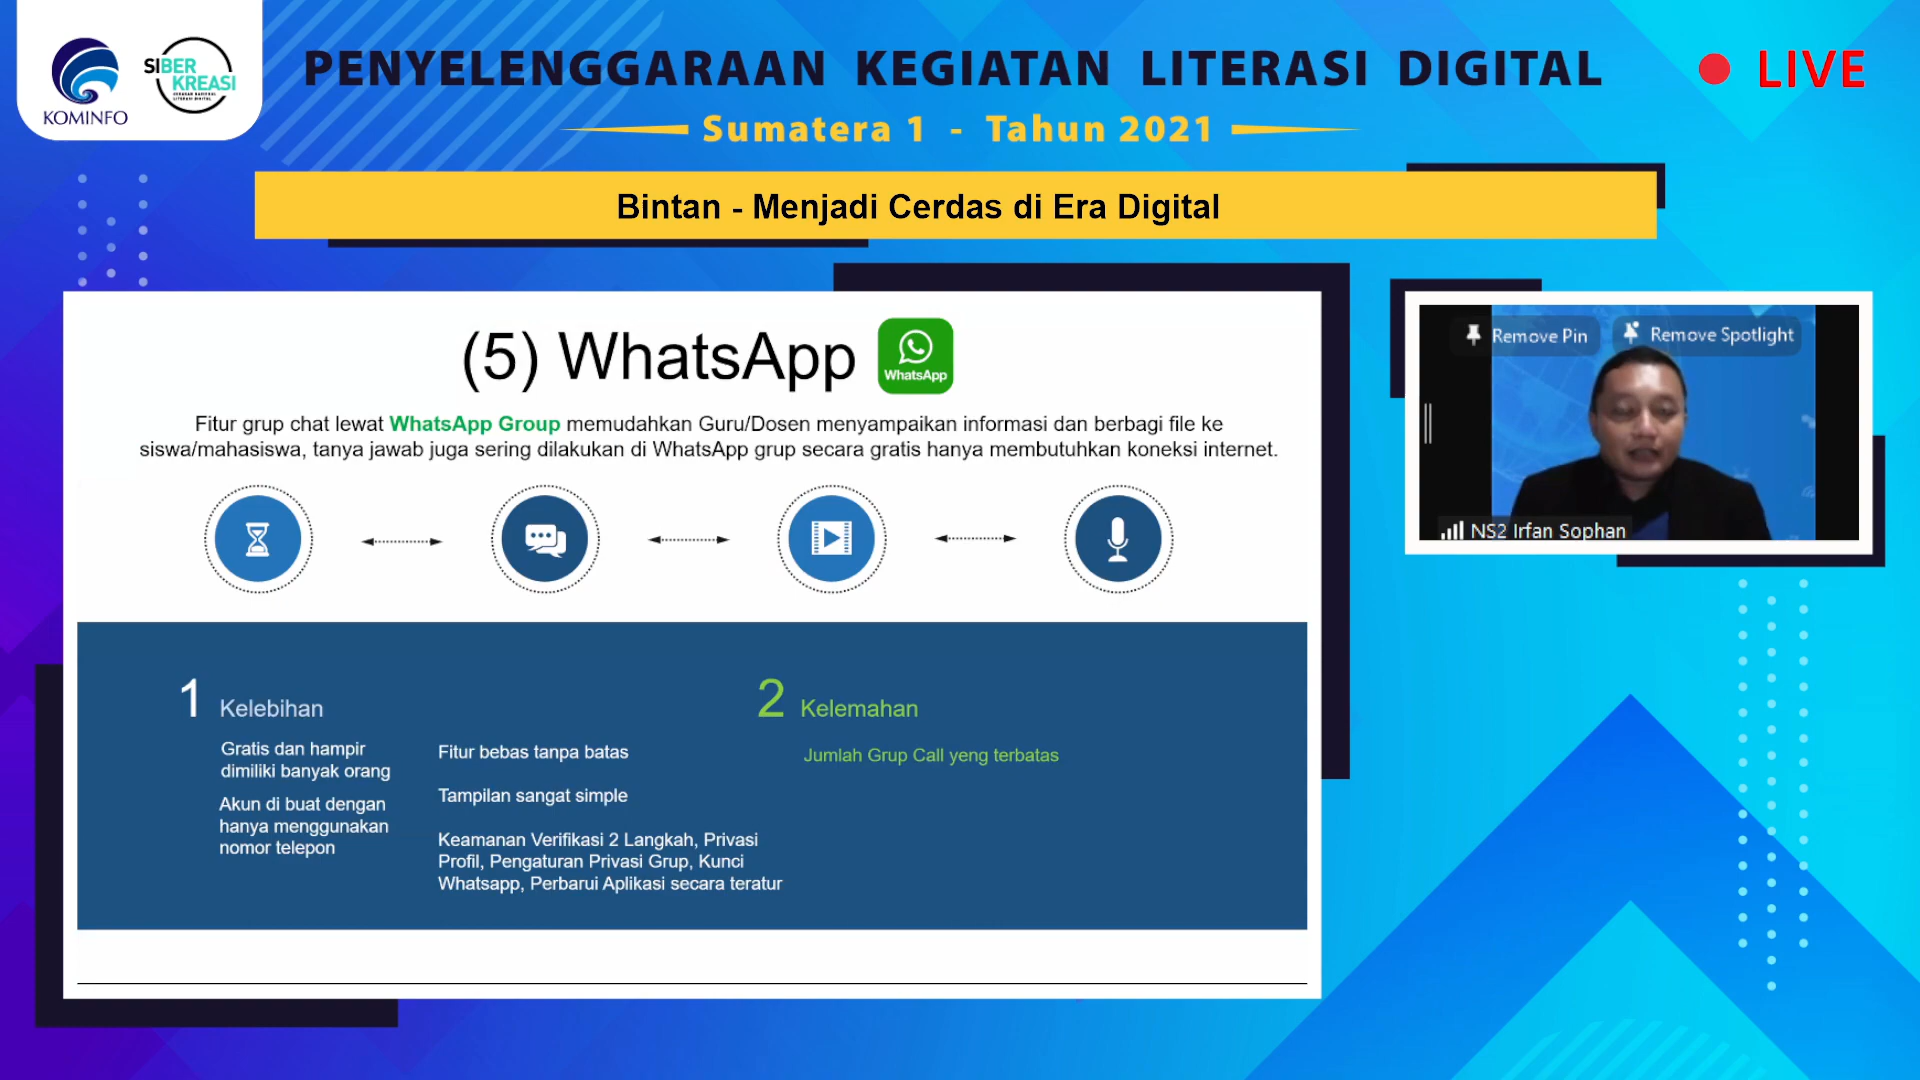 KOMINFO
SIBER
KREASI
PENYELENGGARAAN KEGIATAN LITERASI DIGITAL
LIVE
Sumatera 1 - Tahun 2021
Bintan - Menjadi Cerdas di Era Digital
(5) WhatsApp
WhatsApp
Fitur grup chat lewat WhatsApp Group memudahkan Guru/Dosen menyampaikan informasi dan berbagi file ke
siswa/mahasiswa, tanya jawab juga sering dilakukan di WhatsApp grup secara gratis hanya membutuhkan koneksi internet.
1 Kelebihan
Gratis dan hampir
dimiliki banyak orang
Akun di buat dengan
hanya menggunakan
nomor telepon
Fitur bebas tanpa batas
Tampilan sangat simple
Keamanan Verifikasi 2 Langkah, Privasi
Profil, Pengaturan Privasi Grup, Kunci
Whatsapp, Perbarui Aplikasi secara teratur
2 Kelemahan
Jumlah Grup Call yeng terbatas
Remove Pin
Remove Spotlight
NS2 Irfan Sophan